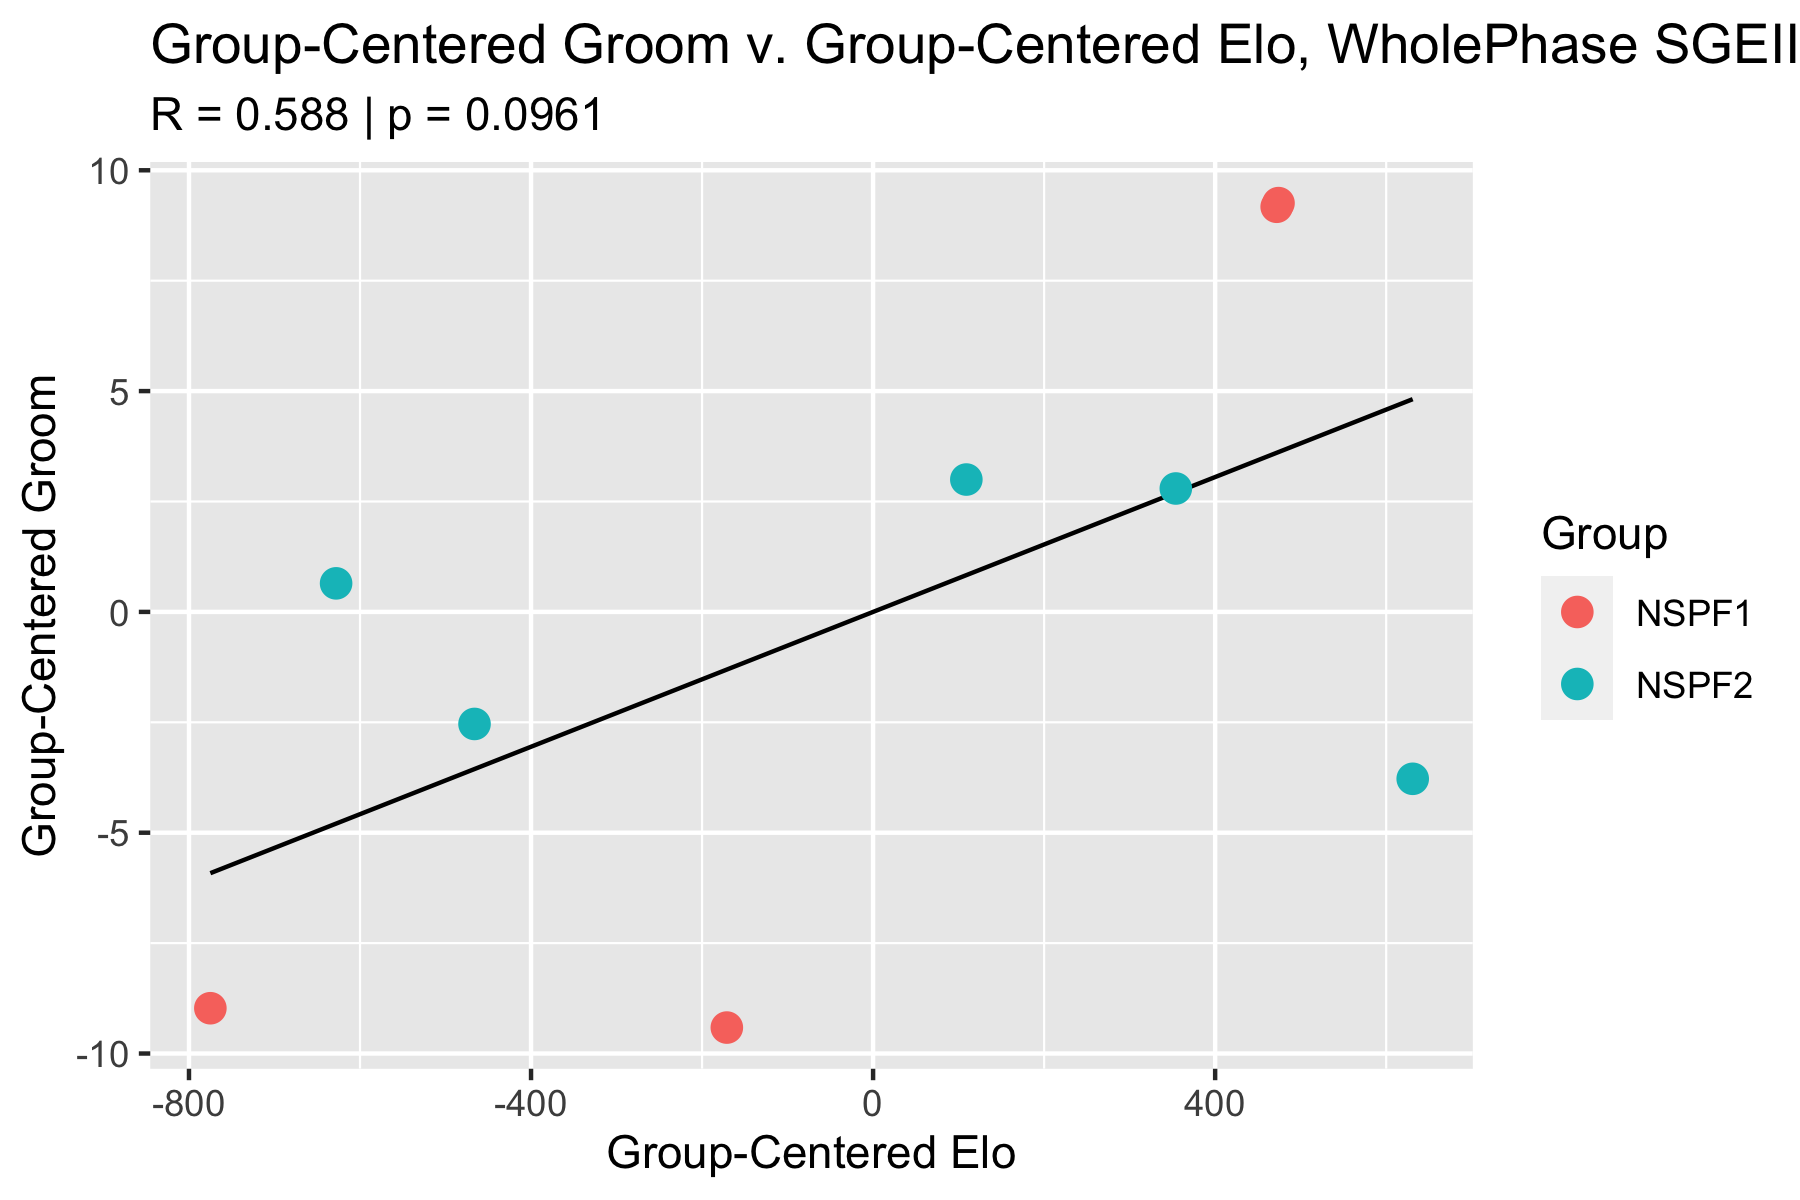 Group-Centered Groom v. Group-Centered Elo, WholePhase SGEII
R = 0.588 | p = 0.0961
10
5
0
-5
-10
Group-Centered Groom
-800
-400
0
400
Group-Centered Elo
Group
NSPF1
NSPF2